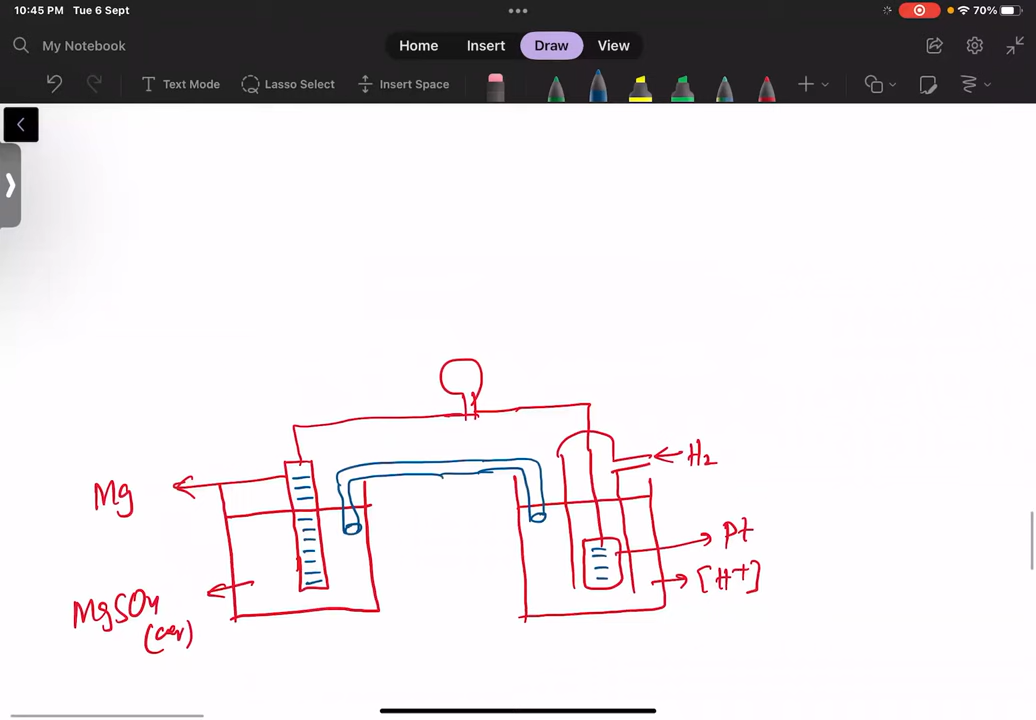 10:45 PM Tue 6 Sept
70%
My Notebook
Home Insert Draw View
Text Mode Lasso Select Insert Space
H2
Mg
Pt
[H+]
MgSO4